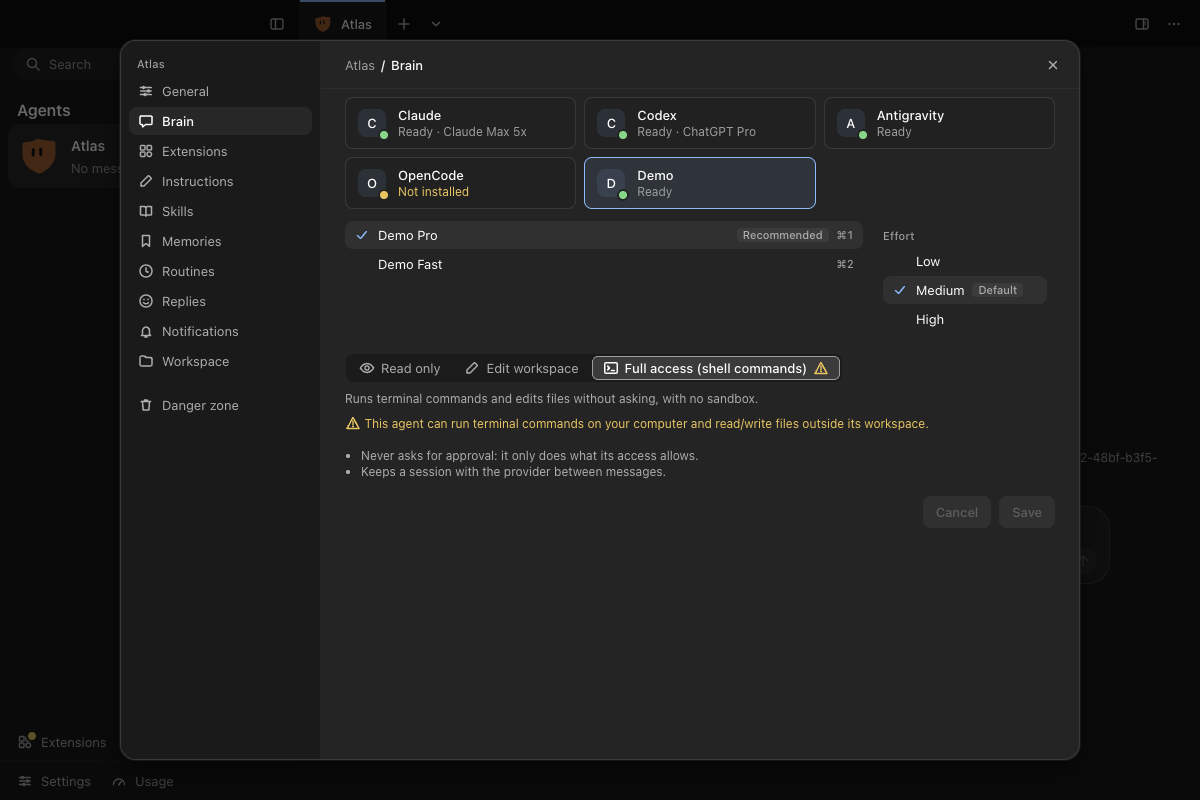 Atlas
Search
Agents
Atlas
No mess
Extensions
Settings
Usage
Atlas
General
Brain
Extensions
Instructions
Skills
Memories
Routines
Replies
Notifications
Workspace
Danger zone
Atlas / Brain
C
Claude
Ready · Claude Max 5x
C
Codex
Ready · ChatGPT Pro
A
Antigravity
Ready
O
OpenCode
Not installed
D
Demo
Ready
Demo Pro Recommended ⌘1
Demo Fast ⌘2
Effort
Low
Medium Default
High
Read only Edit workspace Full access (shell commands)
Runs terminal commands and edits files without asking, with no sandbox.
This agent can run terminal commands on your computer and read/write files outside its workspace.
• Never asks for approval: it only does what its access allows.
• Keeps a session with the provider between messages.
Cancel Save
2-48bf-b3f5-